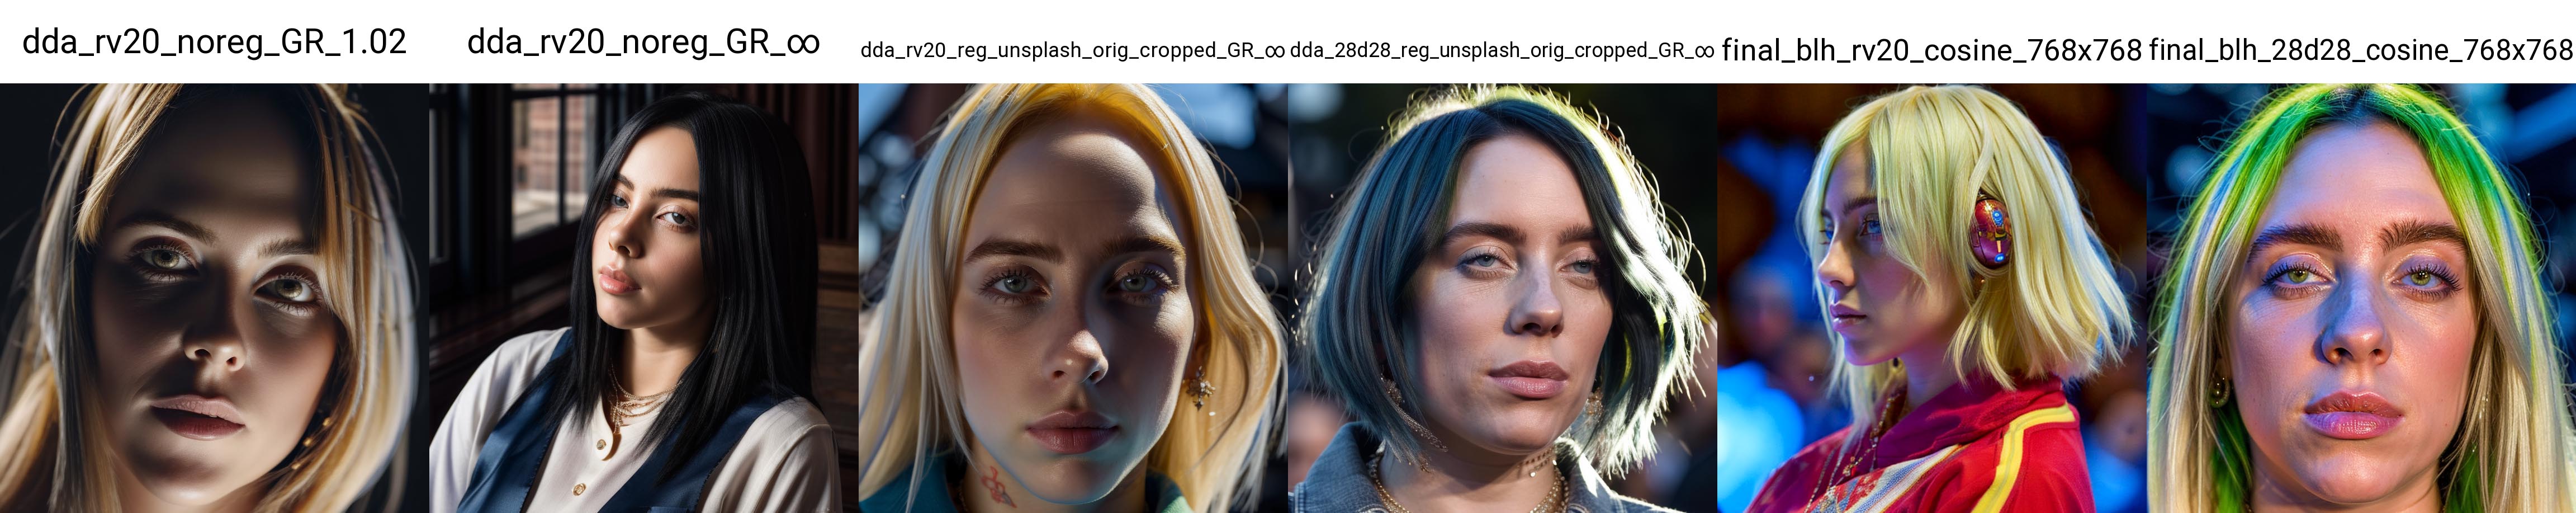 dda_rv20_noreg_GR_1.02
dda_rv20_noreg_GR_∞
dda_rv20_reg_unsplash_orig_cropped_GR_∞
dda_28d28_reg_unsplash_orig_cropped_GR_∞
final_blh_rv20_cosine_768x768
final_blh_28d28_cosine_768x768